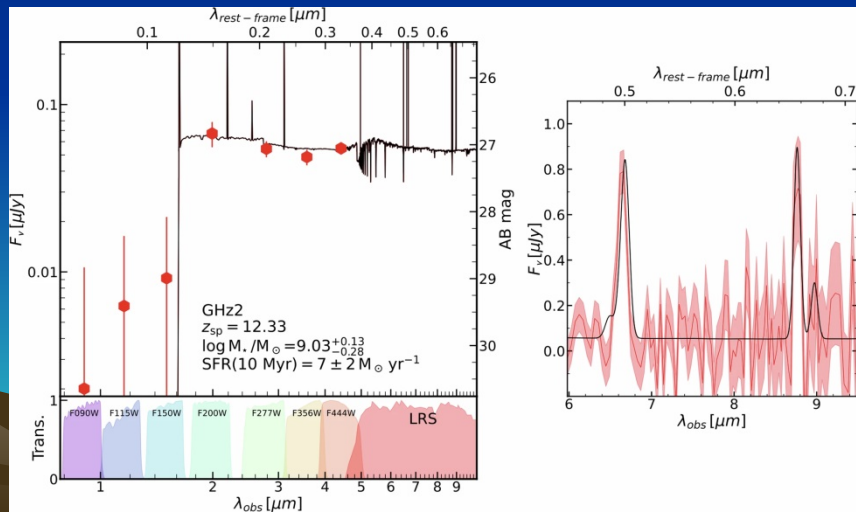 λrest−frame [μm]
0.1 0.2 0.3 0.4 0.5 0.6
Fν [μJy]
0.1
0.01
26
27
28
29
30
AB mag
GHz2
zsp = 12.33
log M⋆/M⊙ = 9.03 +0.13 −0.28
SFR(10 Myr) = 7 ± 2 M⊙ yr−1
Trans.
1
0
F090W F115W F150W F200W F277W F356W F444W LRS
1 2 3 4 5 6 7 8 9
λobs [μm]
λrest−frame [μm]
0.5 0.6 0.7
Fν [μJy]
1.0
0.8
0.6
0.4
0.2
0.0
6 7 8 9
λobs [μm]